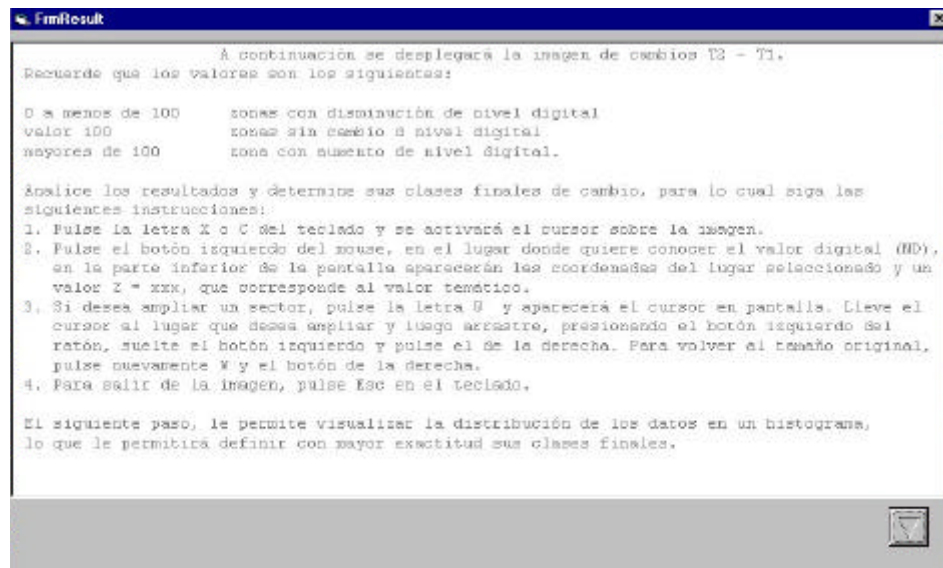 FrmResult
A continuación se desplegará la imagen de cambios T2 - T1.
Recuerde que los valores son los siguientes:
0 a menos de 100 zonas con disminución de nivel digital
valor 100 zonas sin cambio a nivel digital
mayores de 100 zona con aumento de nivel digital.
Analice los resultados y determine sus clases finales de cambio, para lo cual siga las
siguientes instrucciones:
1. Pulse la letra X o C del teclado y se activará el cursor sobre la imagen.
2. Pulse el botón izquierdo del mouse, en el lugar donde quiere conocer el valor digital (ND),
en la parte inferior de la pantalla aparecerán las coordenadas del lugar seleccionado y un
valor Z = xxx, que corresponde al valor temático.
3. Si desea ampliar un sector, pulse la letra y aparecerá el cursor en pantalla. Lleve el
cursor al lugar que desea ampliar y luego arrastre, presionando el botón izquierdo del
ratón, suelte el botón izquierdo y pulse el de la derecha. Para volver al tamaño original,
pulse nuevamente y el botón de la derecha.
4. Para salir de la imagen, pulse Esc en el teclado.
El siguiente paso, le permite visualizar la distribución de los datos en un histograma,
lo que le permitirá definir con mayor exactitud sus clases finales.